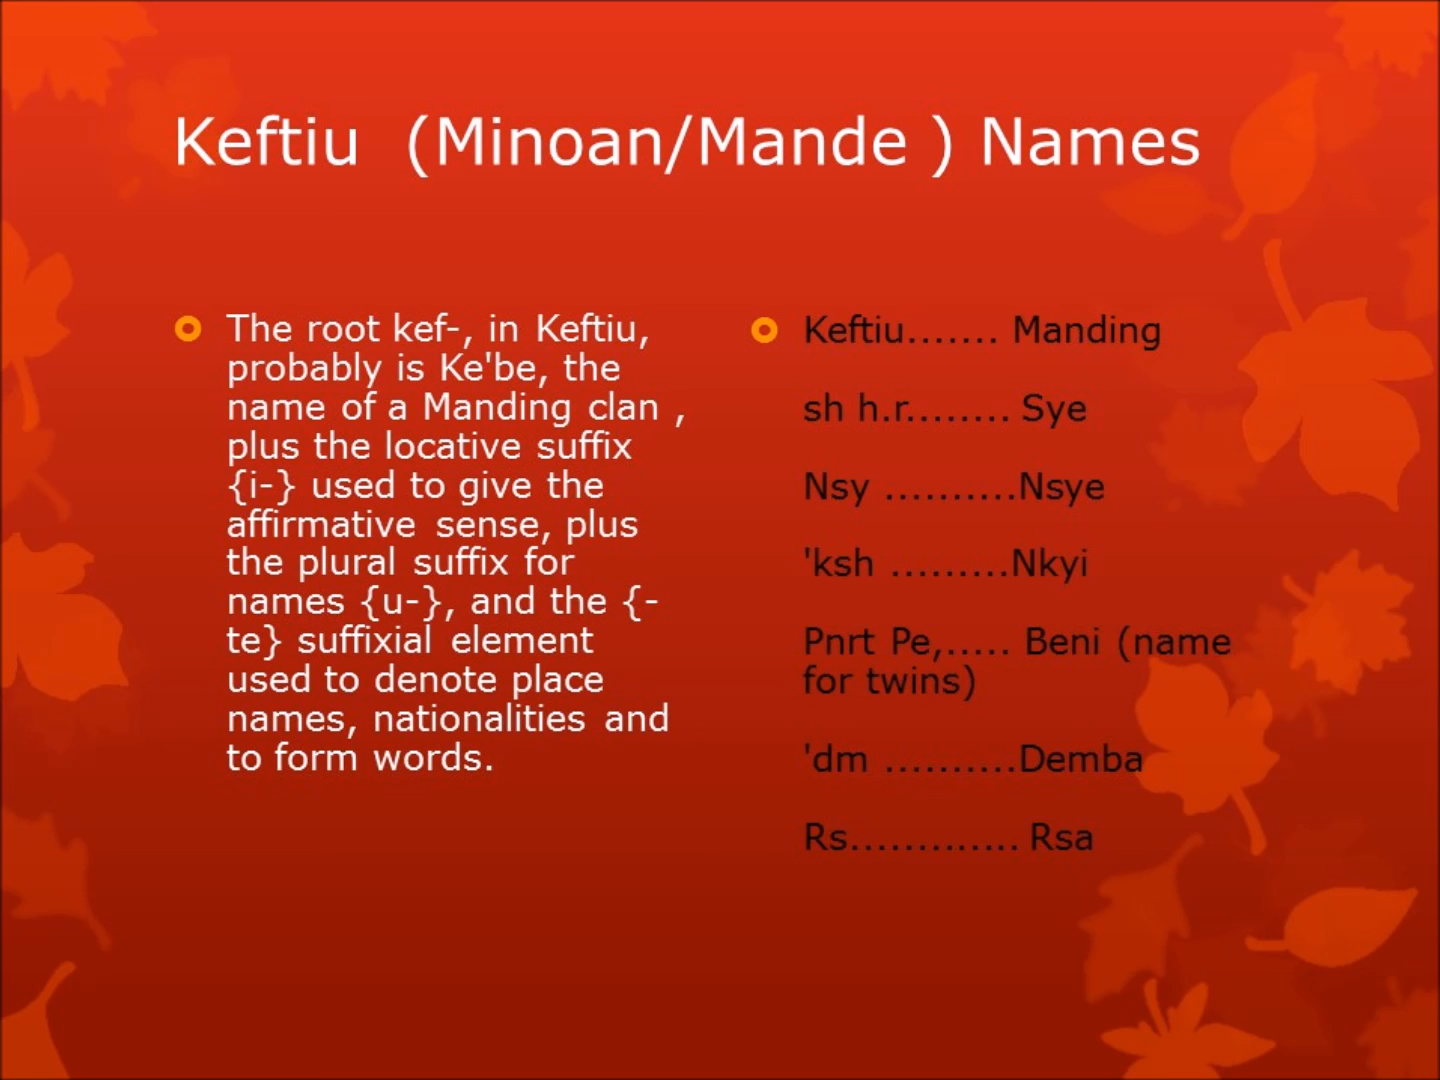 Keftiu (Minoan/Mande ) Names
The root kef-, in Keftiu,
probably is Ke'be, the
name of a Manding clan ,
plus the locative suffix
{i-} used to give the
affirmative sense, plus
the plural suffix for
names {u-}, and the {-
te} suffixial element
used to denote place
names, nationalities and
to form words.
Keftiu....... Manding
sh h.r........ Sye
Nsy ..........Nsye
'ksh .........Nkyi
Pnrt Pe,..... Beni (name
for twins)
'dm ..........Demba
Rs............. Rsa